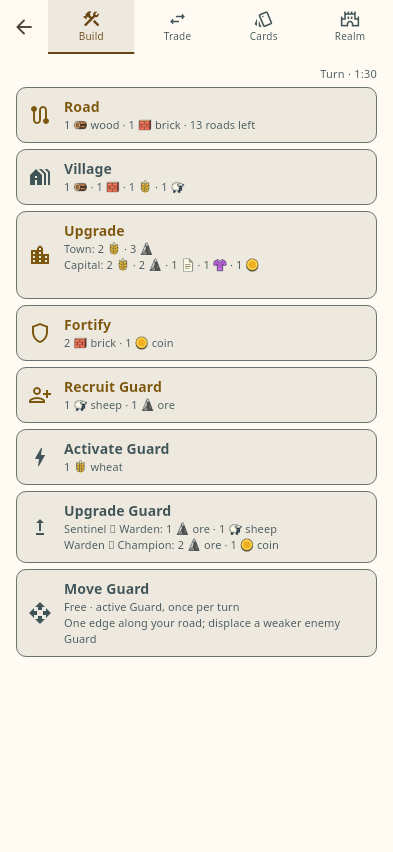 Build
Trade
Cards
Realm
Turn · 1:30
Road
1 🪵 wood · 1 🧱 brick · 13 roads left
Village
1 🪵 · 1 🧱 · 1 🌾 · 1 🐑
Upgrade
Town: 2 🌾 · 3 ⛰
Capital: 2 🌾 · 2 ⛰ · 1 📄 · 1 👚 · 1 🪙
Fortify
2 🧱 brick · 1 🪙 coin
Recruit Guard
1 🐑 sheep · 1 ⛰ ore
Activate Guard
1 🌾 wheat
Upgrade Guard
Sentinel ▯ Warden: 1 ⛰ ore · 1 🐑 sheep
Warden ▯ Champion: 2 ⛰ ore · 1 🪙 coin
Move Guard
Free · active Guard, once per turn
One edge along your road; displace a weaker enemy
Guard